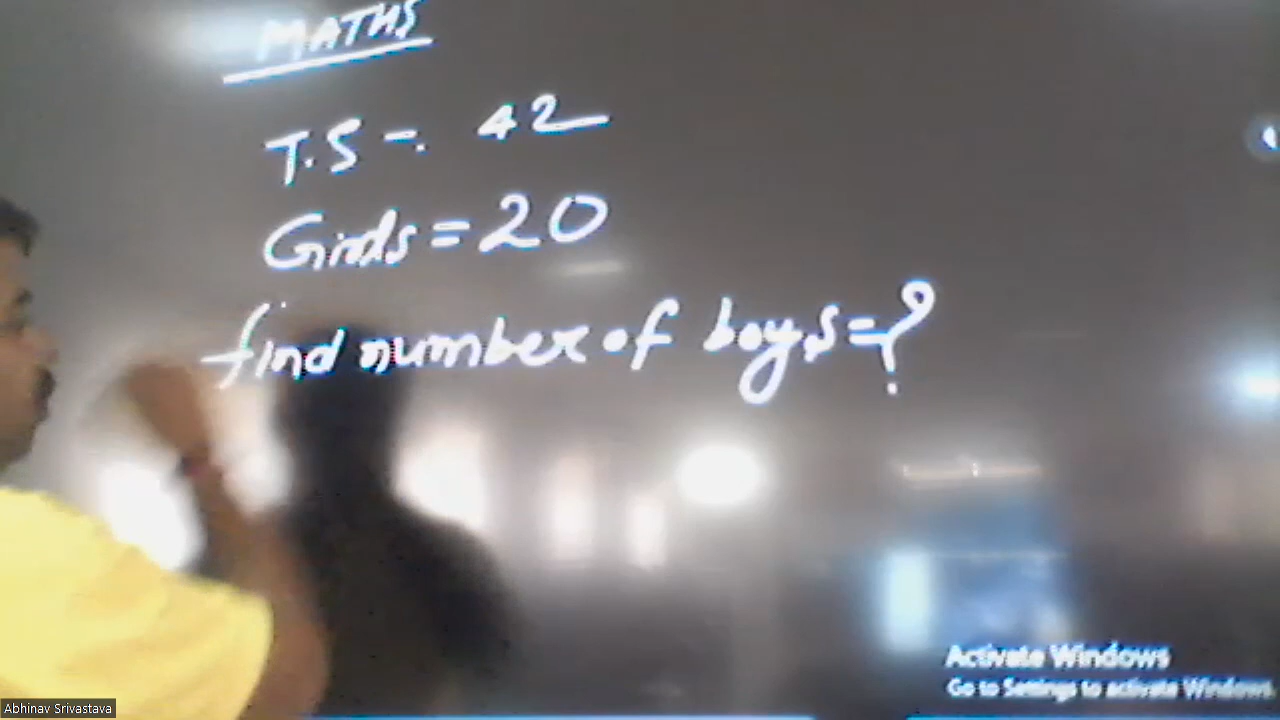 MATHS
T.S -. 42
Girls = 20
find number of boys = ?
Activate Windows
Go to Settings to activate Windows.
Abhinav Srivastava